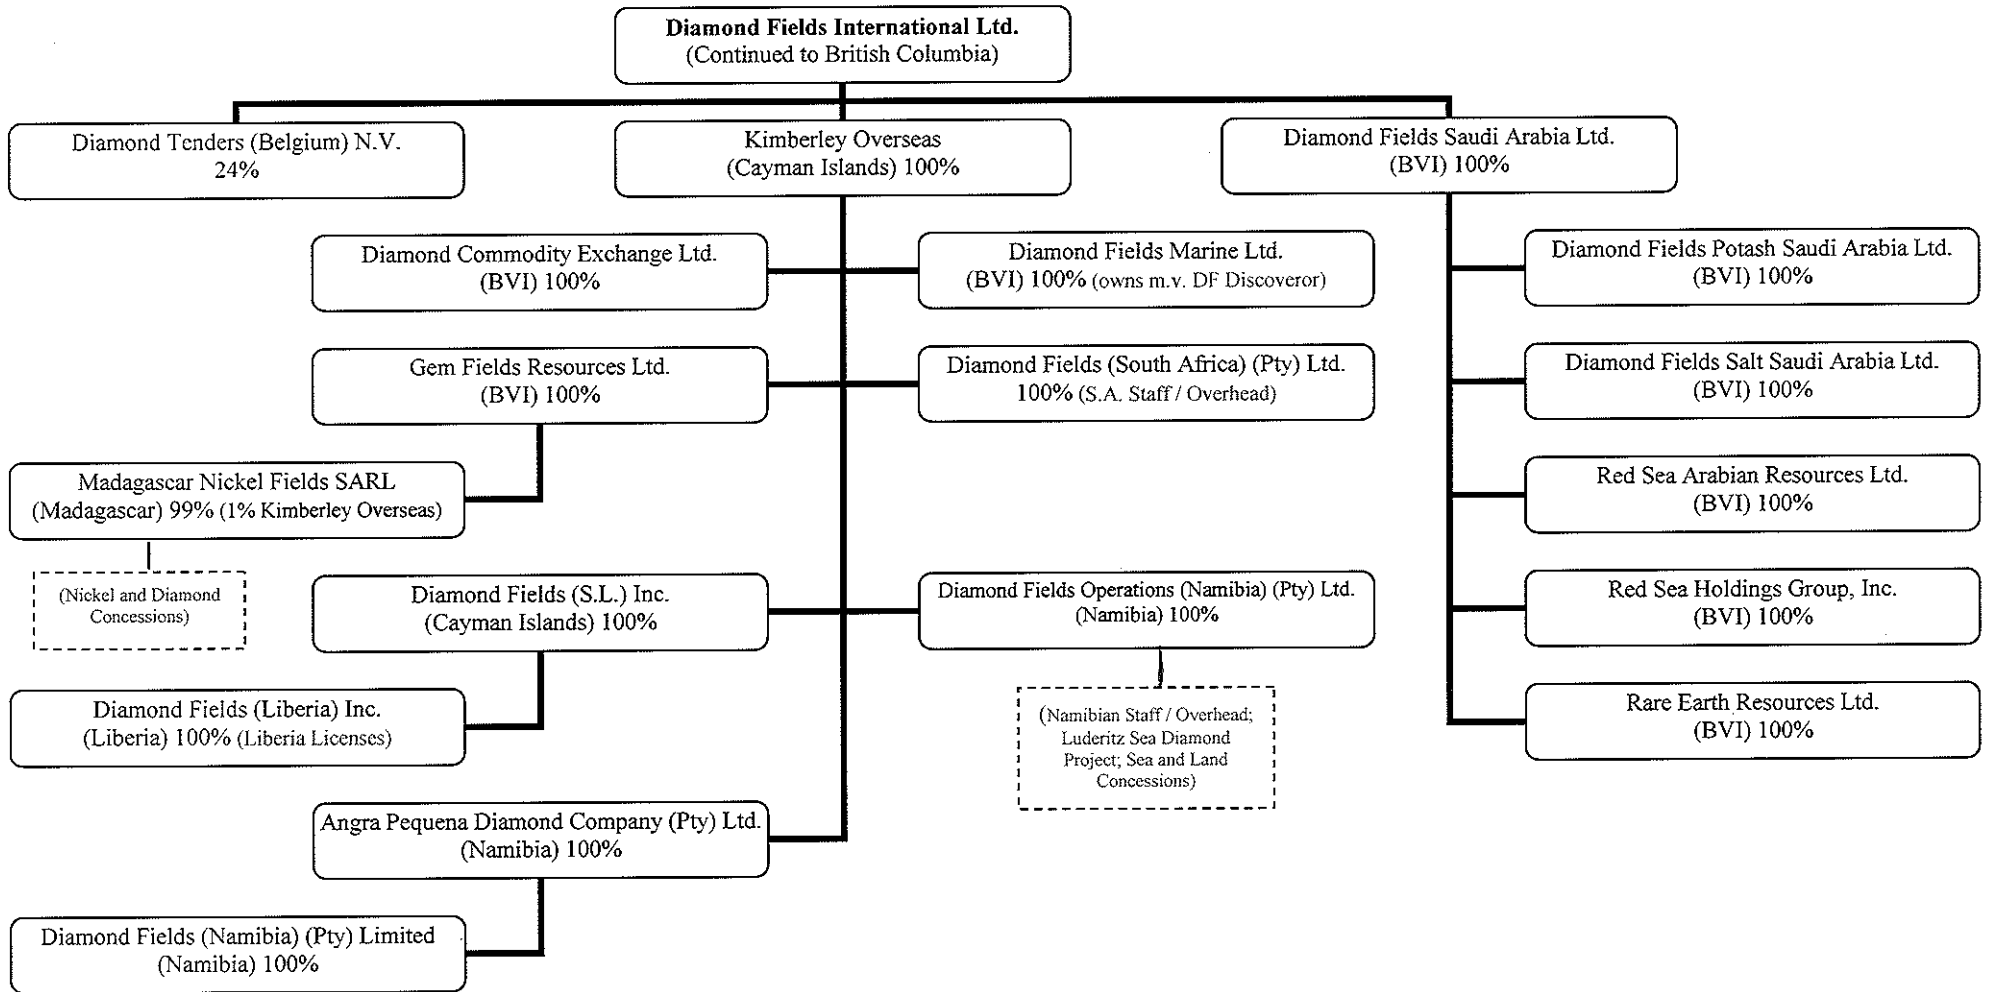 Diamond Fields International Ltd.
(Continued to British Columbia)
Diamond Tenders (Belgium) N.V.
24%
Kimberley Overseas
(Cayman Islands) 100%
Diamond Fields Saudi Arabia Ltd.
(BVI) 100%
Diamond Commodity Exchange Ltd.
(BVI) 100%
Diamond Fields Marine Ltd.
(BVI) 100% (owns m.v. DF Discoveror)
Diamond Fields Potash Saudi Arabia Ltd.
(BVI) 100%
Gem Fields Resources Ltd.
(BVI) 100%
Diamond Fields (South Africa) (Pty) Ltd.
100% (S.A. Staff / Overhead)
Diamond Fields Salt Saudi Arabia Ltd.
(BVI) 100%
Madagascar Nickel Fields SARL
(Madagascar) 99% (1% Kimberley Overseas)
Red Sea Arabian Resources Ltd.
(BVI) 100%
(Nickel and Diamond
Concessions)
Diamond Fields (S.L.) Inc.
(Cayman Islands) 100%
Diamond Fields Operations (Namibia) (Pty) Ltd.
(Namibia) 100%
Red Sea Holdings Group, Inc.
(BVI) 100%
Diamond Fields (Liberia) Inc.
(Liberia) 100% (Liberia Licenses)
(Namibian Staff / Overhead;
Luderitz Sea Diamond
Project; Sea and Land
Concessions)
Rare Earth Resources Ltd.
(BVI) 100%
Angra Pequena Diamond Company (Pty) Ltd.
(Namibia) 100%
Diamond Fields (Namibia) (Pty) Limited
(Namibia) 100%